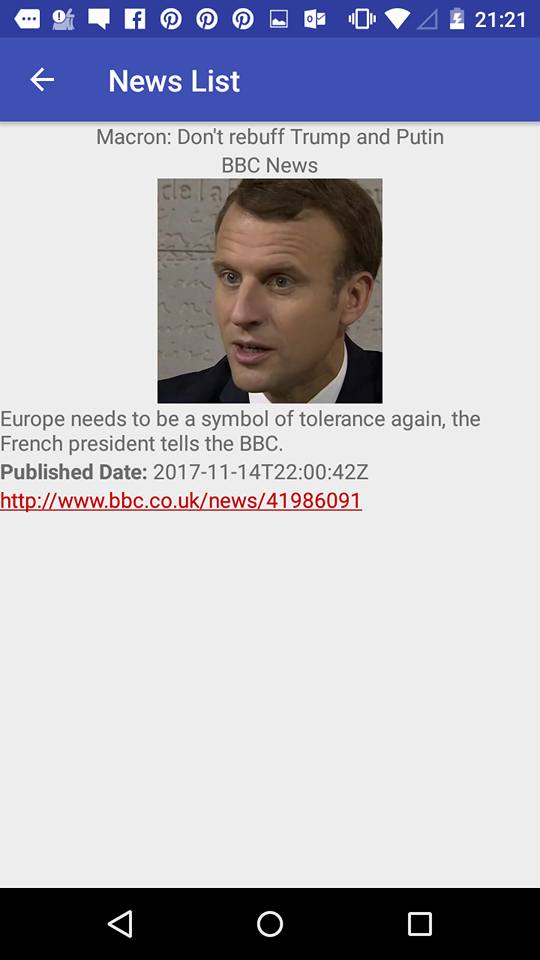 21:21
News List
Macron: Don't rebuff Trump and Putin
BBC News
Europe needs to be a symbol of tolerance again, the
French president tells the BBC.
Published Date: 2017-11-14T22:00:42Z
http://www.bbc.co.uk/news/41986091